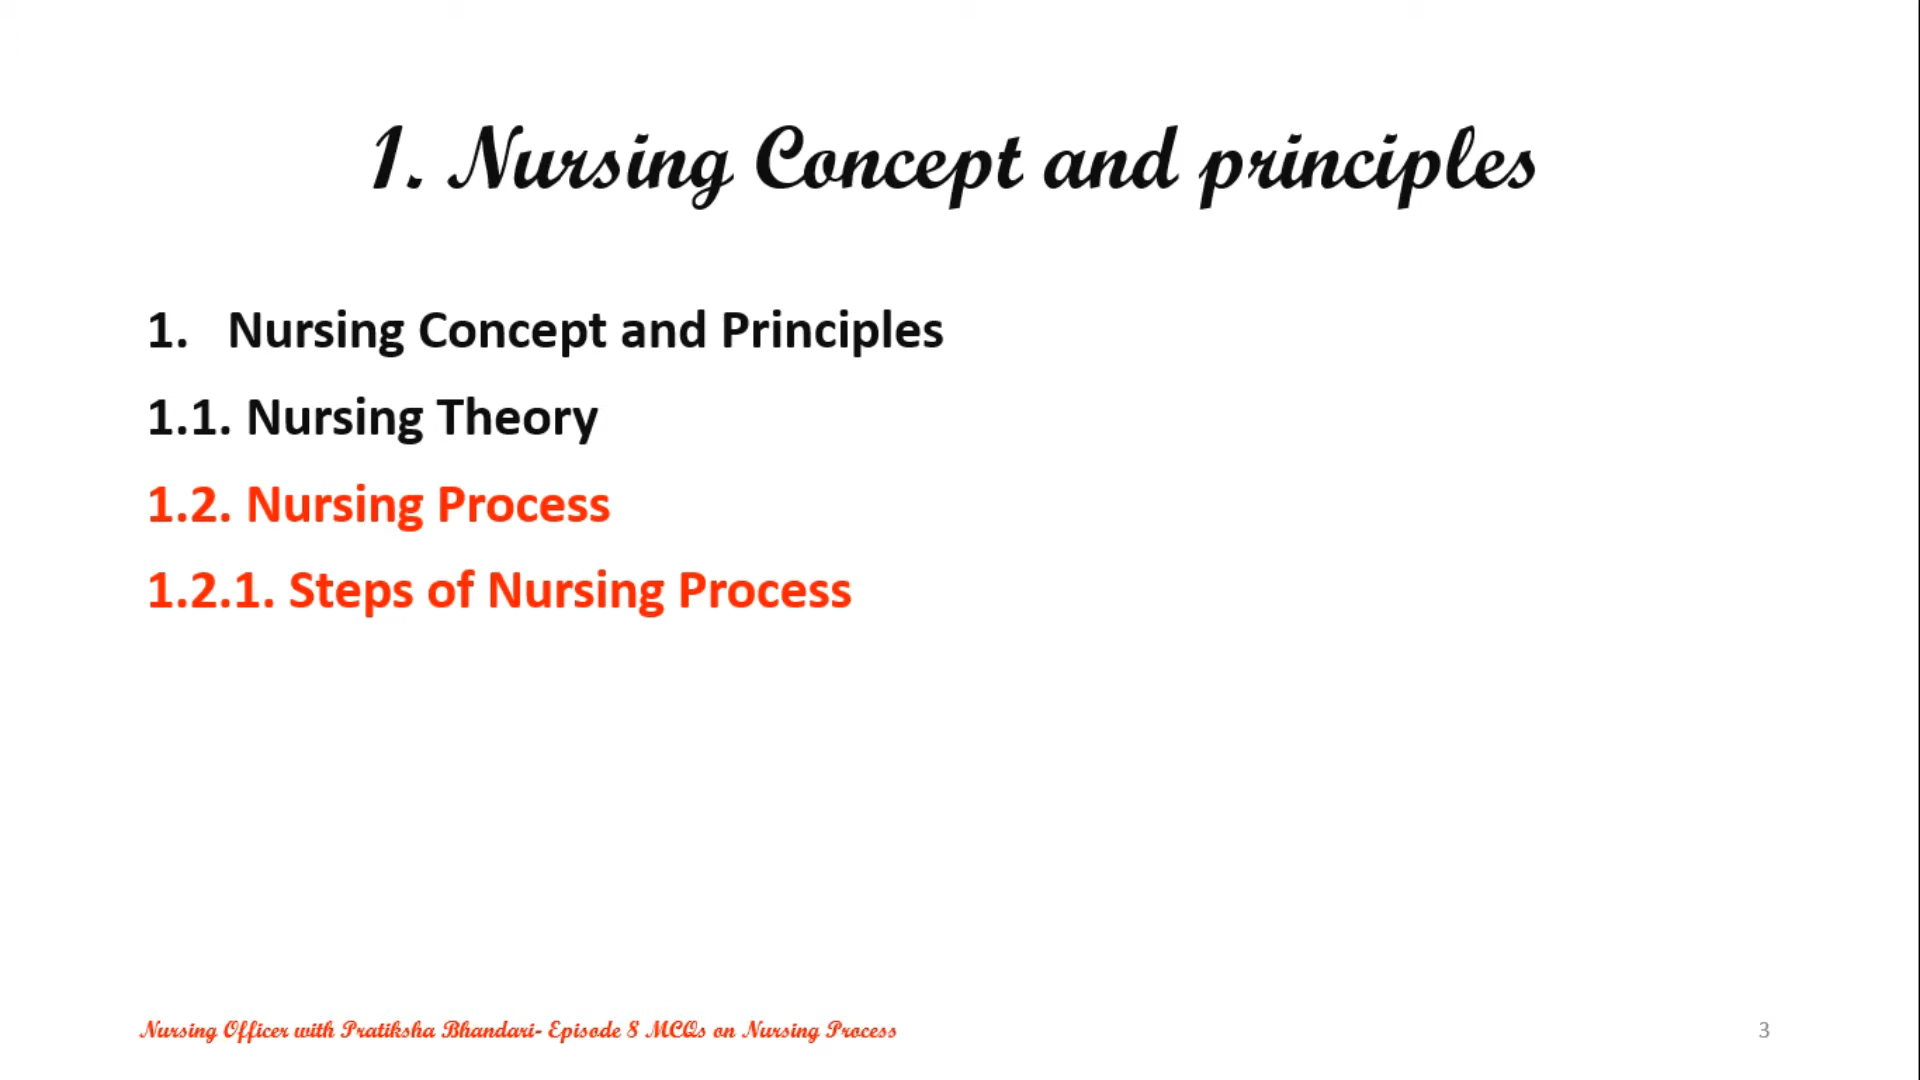 1. Nursing Concept and principles
1. Nursing Concept and Principles
1.1. Nursing Theory
1.2. Nursing Process
1.2.1. Steps of Nursing Process
Nursing Officer with Pratiksha Bhandari- Episode 8 MCQs on Nursing Process
3